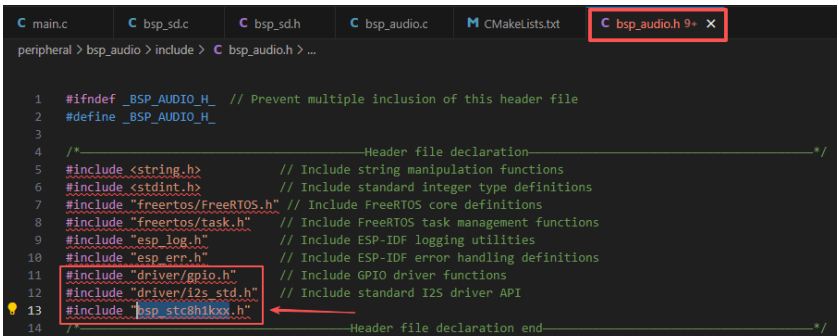 C main.c C bsp_sd.c C bsp_sd.h C bsp_audio.c M CMakeLists.txt C bsp_audio.h 9+ ×
peripheral > bsp_audio > include > C bsp_audio.h > ...
1 #ifndef _BSP_AUDIO_H_ // Prevent multiple inclusion of this header file
2 #define _BSP_AUDIO_H_
3
4 /*————————————————Header file declaration————————————————*/
5 #include <string.h> // Include string manipulation functions
6 #include <stdint.h> // Include standard integer type definitions
7 #include "freertos/FreeRTOS.h" // Include FreeRTOS core definitions
8 #include "freertos/task.h" // Include FreeRTOS task management functions
9 #include "esp_log.h" // Include ESP-IDF logging utilities
10 #include "esp_err.h" // Include ESP-IDF error handling definitions
11 #include "driver/gpio.h" // Include GPIO driver functions
12 #include "driver/i2s_std.h" // Include standard I2S driver API
13 #include "bsp_stc8h1kxx.h"
14 /*————————————————Header file declaration end————————————————*/